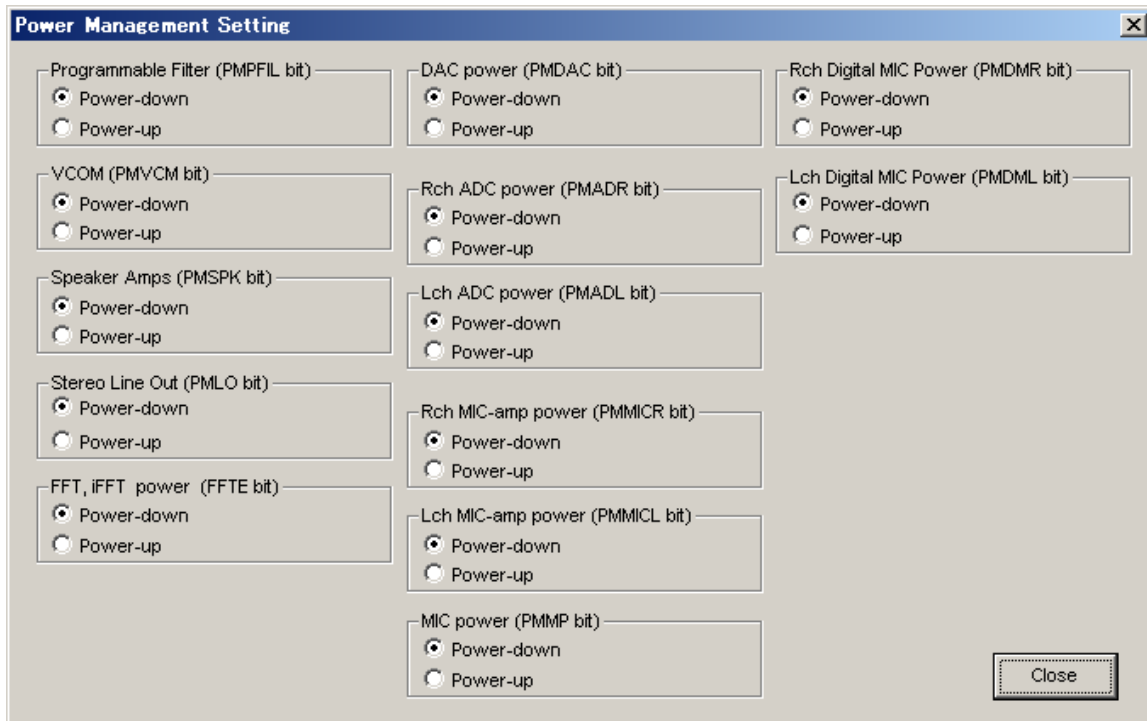 Power Management Setting
Programmable Filter (PMPFIL bit)
Power-down
Power-up
VCOM (PMVCM bit)
Power-down
Power-up
Speaker Amps (PMSPK bit)
Power-down
Power-up
Stereo Line Out (PMLO bit)
Power-down
Power-up
FFT, iFFT power (FFTE bit)
Power-down
Power-up
DAC power (PMDAC bit)
Power-down
Power-up
Rch ADC power (PMADR bit)
Power-down
Power-up
Lch ADC power (PMADL bit)
Power-down
Power-up
Rch MIC-amp power (PMMICR bit)
Power-down
Power-up
Lch MIC-amp power (PMMICL bit)
Power-down
Power-up
MIC power (PMMP bit)
Power-down
Power-up
Rch Digital MIC Power (PMDMR bit)
Power-down
Power-up
Lch Digital MIC Power (PMDML bit)
Power-down
Power-up
Close